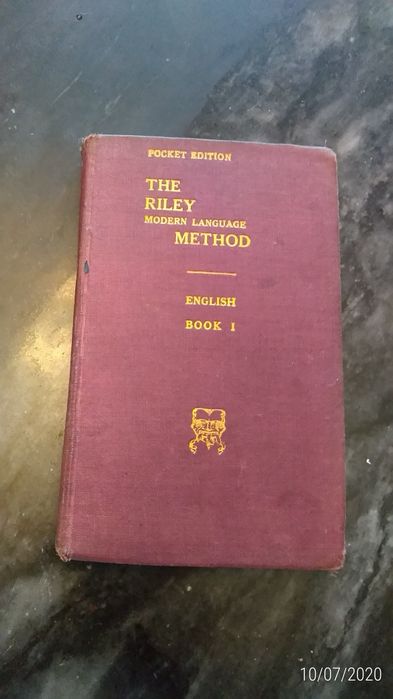 POCKET EDITION
THE
RILEY
MODERN LANGUAGE
METHOD
ENGLISH
BOOK I
10/07/2020